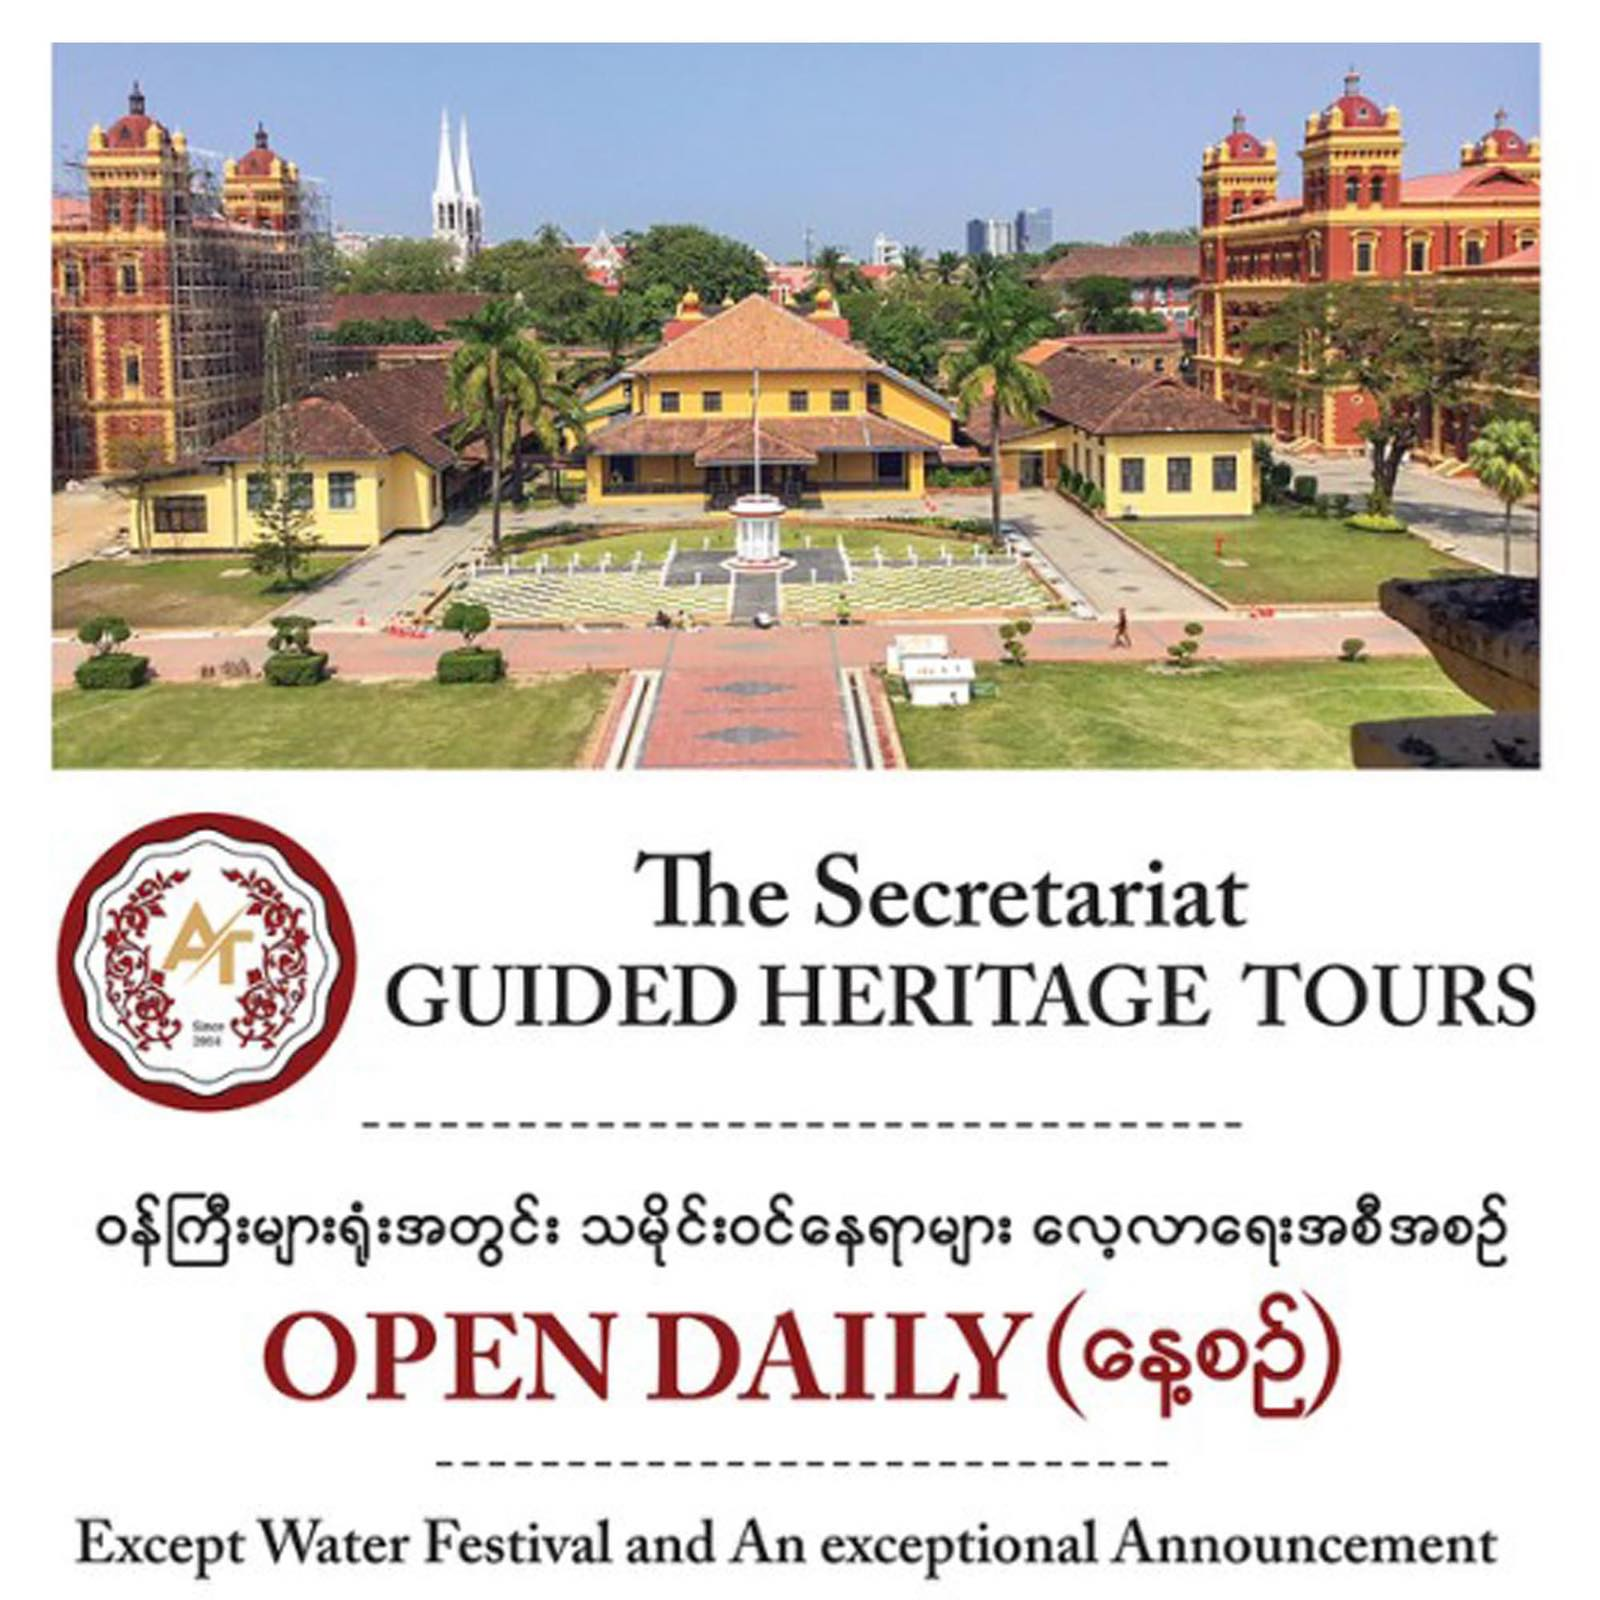 The Secretariat
GUIDED HERITAGE TOURS
AT
Since
ဝန်ကြီးများရုံးအတွင်း သမိုင်းဝင်နေရာများ လေ့လာရေးအစီအစဉ်
OPEN DAILY (နေ့စဉ်)
Except Water Festival and An exceptional Announcement